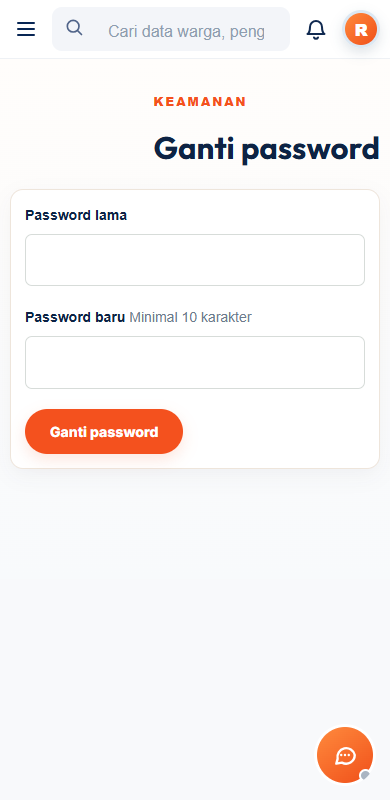 Cari data warga, peng
R
KEAMANAN
Ganti password
Password lama
Password baru Minimal 10 karakter
Ganti password